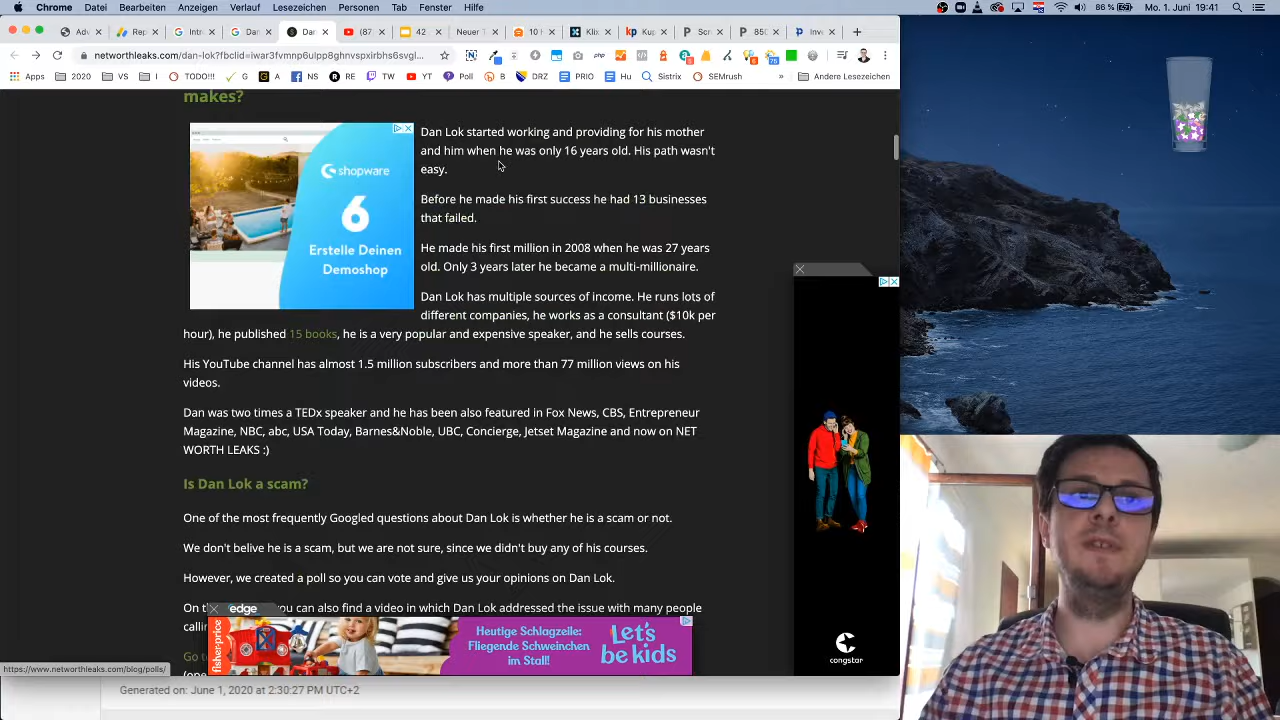 Chrome Bearbeiten Anzeigen Verlauf Lesezeichen Personen Tab Fenster Hilfe
86 % Mo. 1. Juni 19:41
networthleaks.com/dan-lok?fbclid=iwar3fvmnp6ulpp8ghnvspxirbhs6svgl...
Apps 2020 VS I TODO!!! G A NS R TW YT Poll B DRZ PRIO Hu Sistrix SEMrush » Andere Lesezeichen
makes?
shopware
6
Erstelle Deinen
Demoshop
Dan Lok started working and providing for his mother
and him when he was only 16 years old. His path wasn't
easy.
Before he made his first success he had 13 businesses
that failed.
He made his first million in 2008 when he was 27 years
old. Only 3 years later he became a multi-millionaire.
Dan Lok has multiple sources of income. He runs lots of
different companies, he works as a consultant ($10k per
hour), he published 15 books, he is a very popular and expensive speaker, and he sells courses.
His YouTube channel has almost 1.5 million subscribers and more than 77 million views on his
videos.
Dan was two times a TEDx speaker and he has been also featured in Fox News, CBS, Entrepreneur
Magazine, NBC, abc, USA Today, Barnes&Noble, UBC, Concierge, Jetset Magazine and now on NET
WORTH LEAKS :)
Is Dan Lok a scam?
One of the most frequently Googled questions about Dan Lok is whether he is a scam or not.
We don't belive he is a scam, but we are not sure, since we didn't buy any of his courses.
However, we created a poll so you can vote and give us your opinions on Dan Lok.
you can also find a video in which Dan Lok addressed the issue with many people
edge
fisher-price
Heutige Schlagzeile:
Fliegende Schweinchen
im Stall!
Let's
be kids
congstar
https://www.networthleaks.com/blog/polls/
Generated on: June 1, 2020 at 2:30:27 PM UTC+2